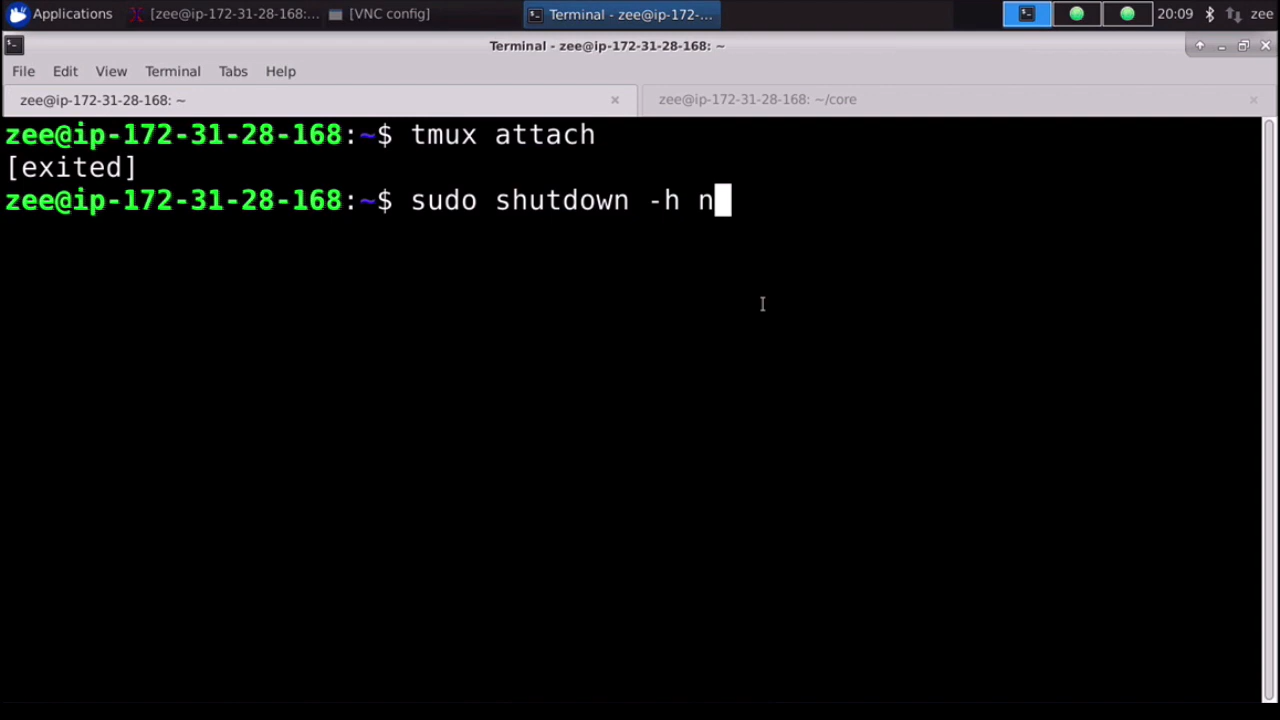 Applications [zee@ip-172-31-28-168:... [VNC config] Terminal - zee@ip-172-... 20:09 zee
Terminal - zee@ip-172-31-28-168: ~
File Edit View Terminal Tabs Help
zee@ip-172-31-28-168: ~ zee@ip-172-31-28-168: ~/core
zee@ip-172-31-28-168:~$ tmux attach
[exited]
zee@ip-172-31-28-168:~$ sudo shutdown -h n